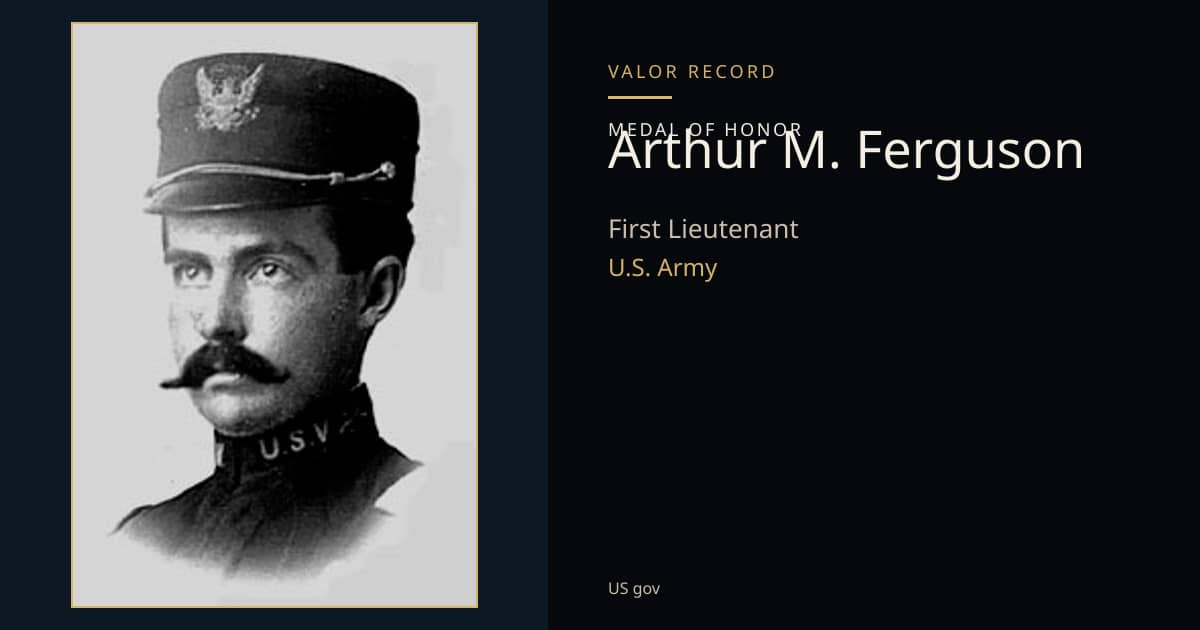 VALOR RECORD
MEDAL OF HONOR
Arthur M. Ferguson
First Lieutenant
U.S. Army
U.S.V
US gov